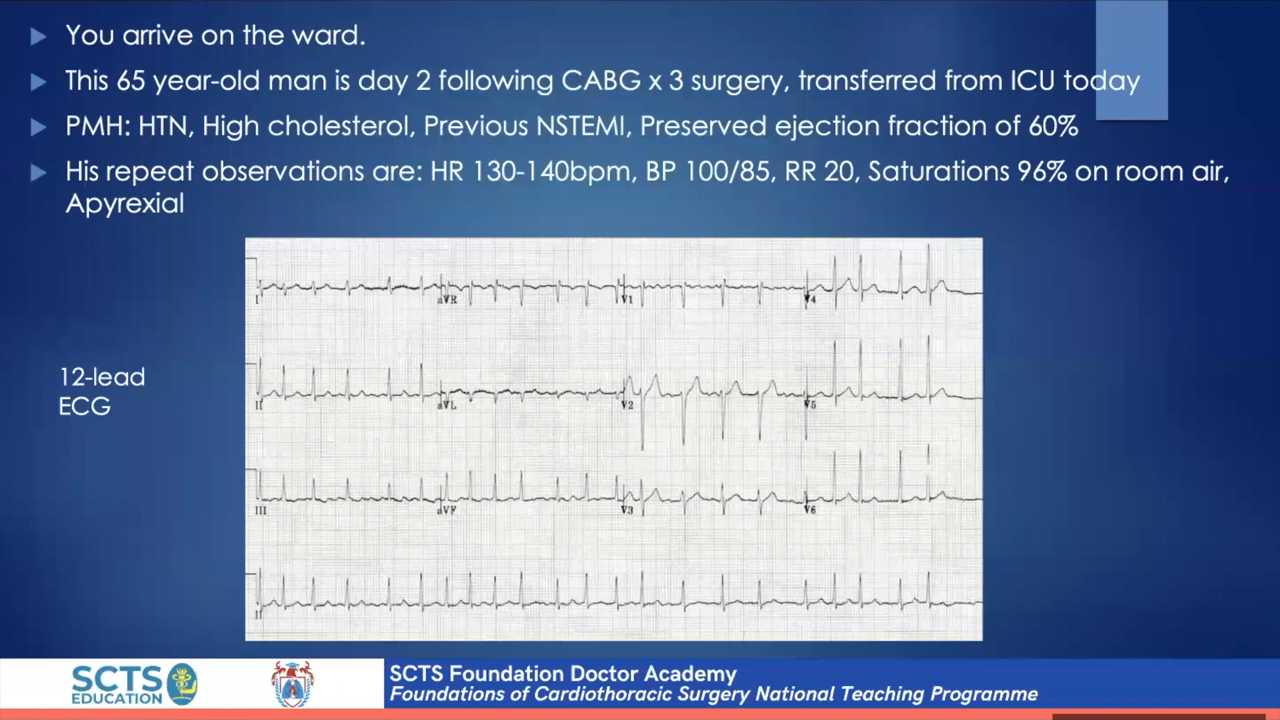 You arrive on the ward.
This 65 year-old man is day 2 following CABG x 3 surgery, transferred from ICU today
PMH: HTN, High cholesterol, Previous NSTEMI, Preserved ejection fraction of 60%
His repeat observations are: HR 130-140bpm, BP 100/85, RR 20, Saturations 96% on room air,
Apyrexial
12-lead
ECG
I
aVR
V1
V4
II
aVL
V2
V5
III
aVF
V3
V6
II
SCTS
EDUCATION
SCTS Foundation Doctor Academy
Foundations of Cardiothoracic Surgery National Teaching Programme